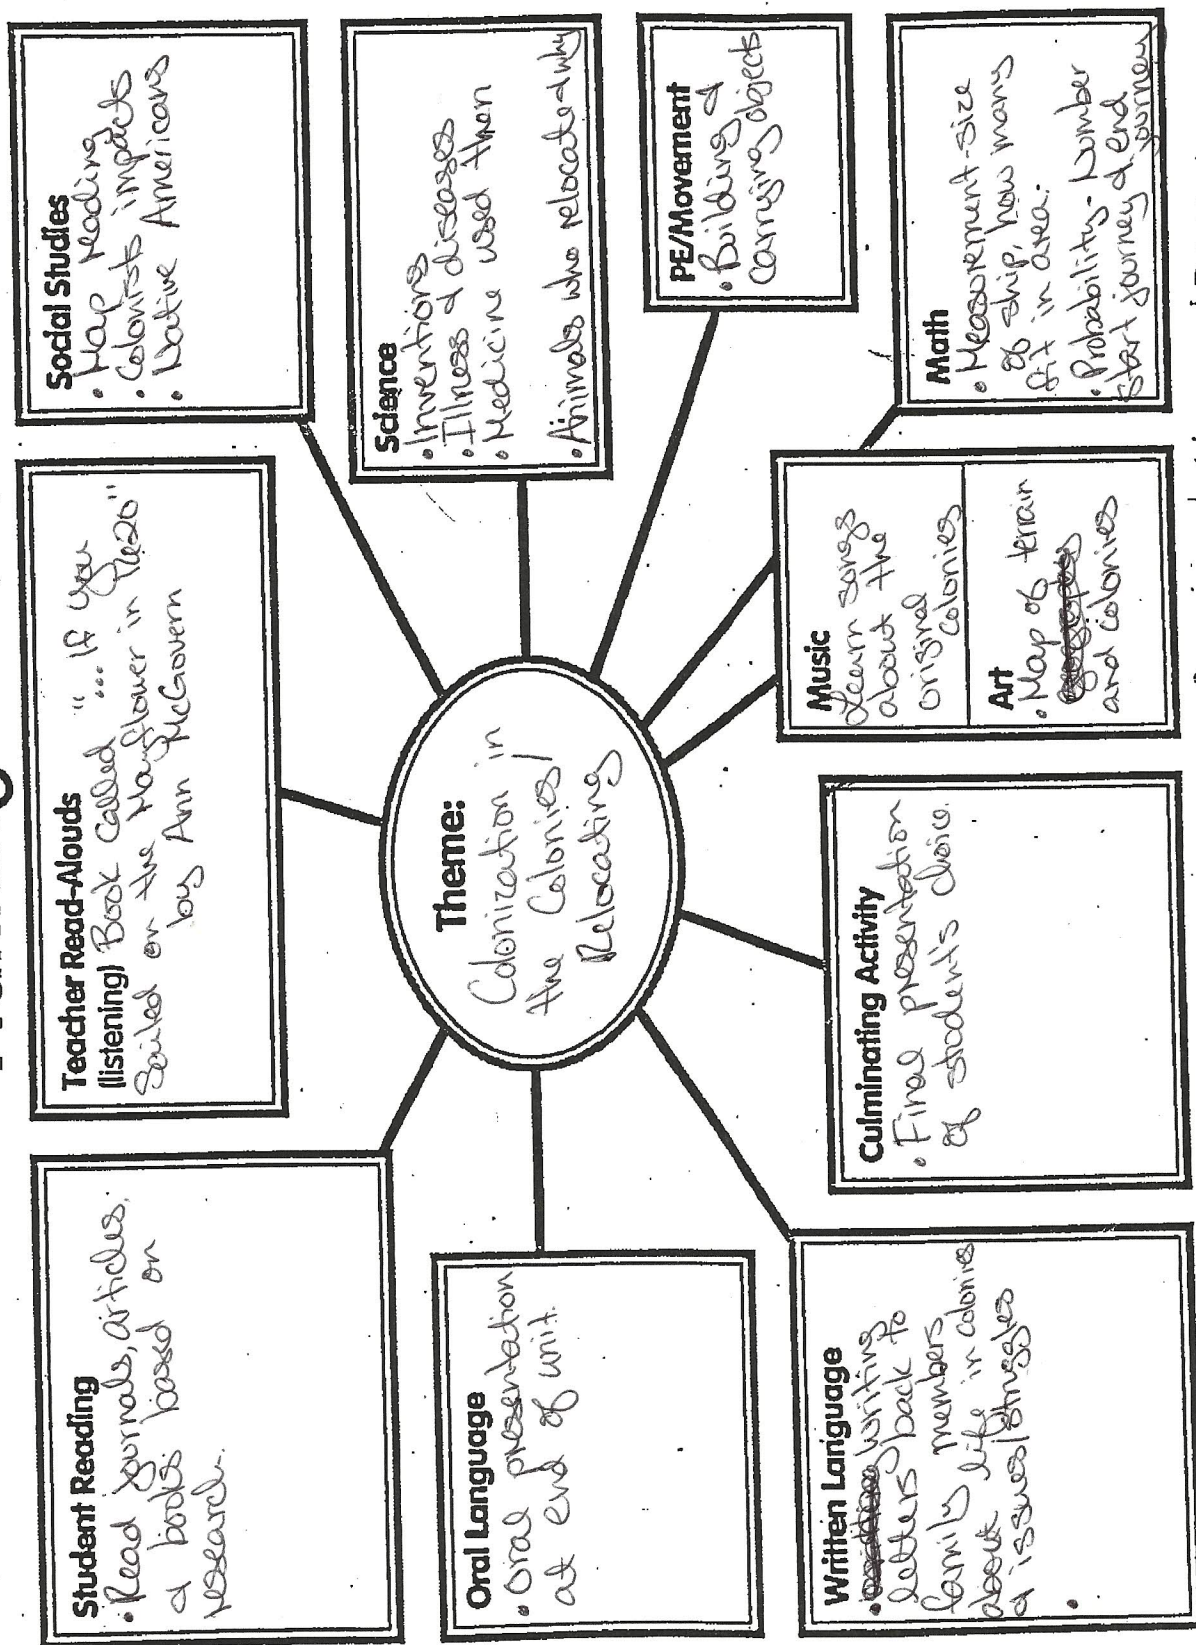 Student Reading
• Read journals, articles,
& books based on
research.
Teacher Read-Alouds
(listening) Book Called "... If you
Sailed on the Mayflower in 1620"
by Ann McGovern
Social Studies
• Map reading
• Colonists impacts
• Native Americans
Science
• Inventions
• Illness & diseases
• Medicine used then
• Animals who relocate & why
PE/Movement
• Building &
carrying objects
Math
• Measurement - size
of ship, how many
fit in area.
• Probability - Number
start journey & end
journey
Music
Learn songs
about the
original
colonies
Art
• Map of terrain
and colonies
Theme:
Colonization in
the Colonies/
Relocating
Culminating Activity
• Final presentation
of student's choice.
Oral Language
• Oral presentation
at end of unit.
Written Language
• writing
letters back to
family members
about life in colonies
& issues/struggles
•